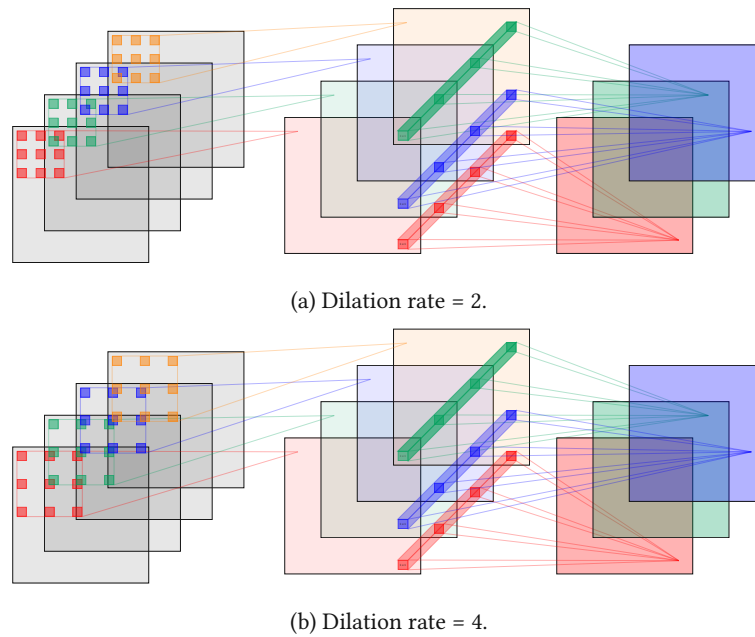 (a) Dilation rate = 2.
(b) Dilation rate = 4.